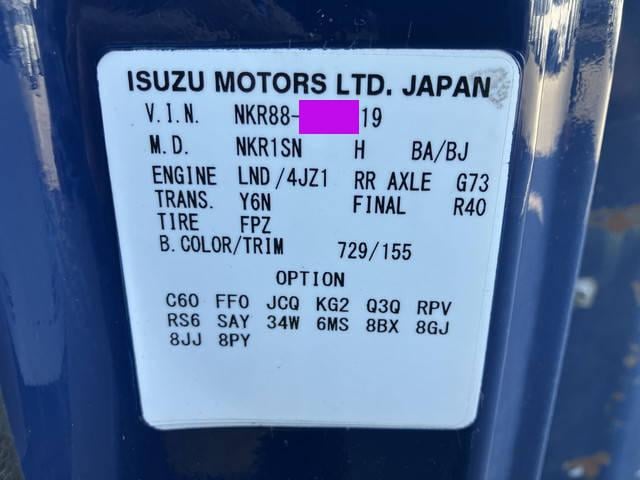 ISUZU MOTORS LTD. JAPAN
V.I.N. NKR88- 19
M.D. NKR1SN H BA/BJ
ENGINE LND/4JZ1 RR AXLE G73
TRANS. Y6N FINAL R40
TIRE FPZ
B.COLOR/TRIM 729/155
OPTION
C60 FF0 JCQ KG2 Q3Q RPV
RS6 SAY 34W 6MS 8BX 8GJ
8JJ 8PY